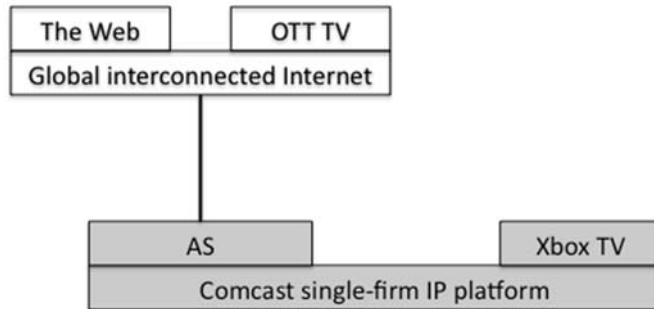 The Web
OTT TV
Global interconnected Internet
AS
Xbox TV
Comcast single-firm IP platform